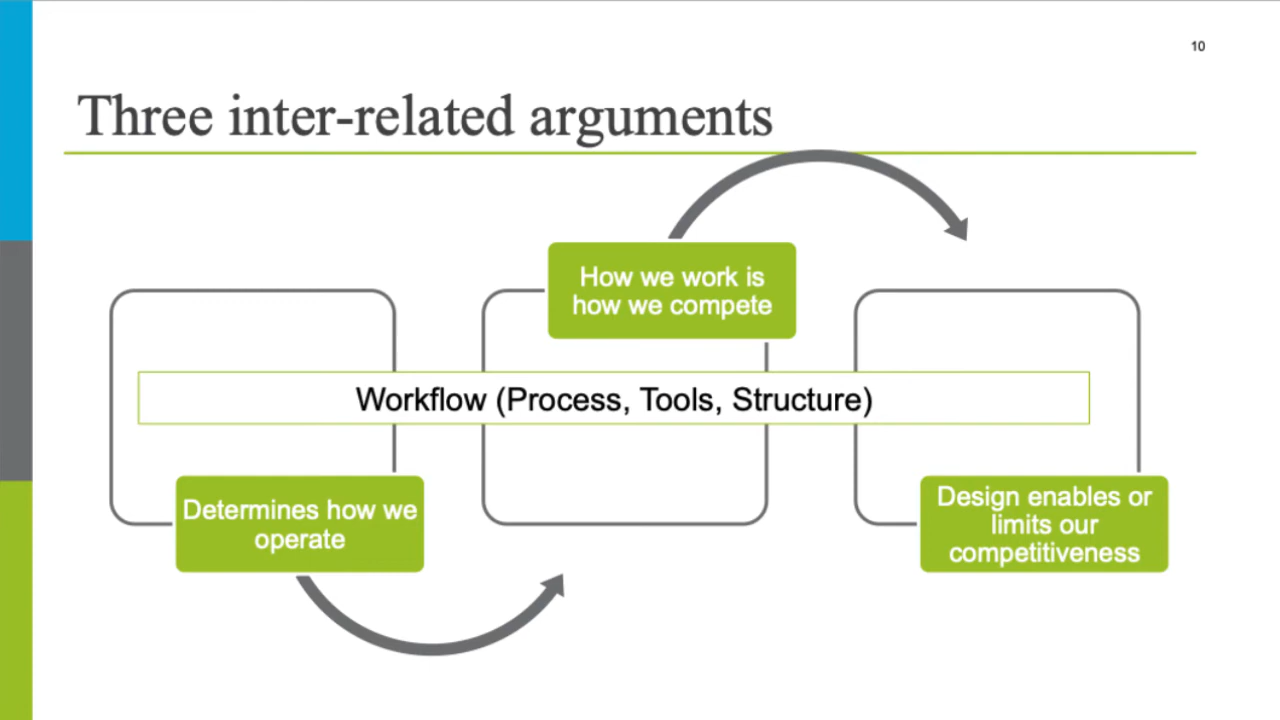 10
Three inter-related arguments
How we work is
how we compete
Workflow (Process, Tools, Structure)
Determines how we
operate
Design enables or
limits our
competitiveness